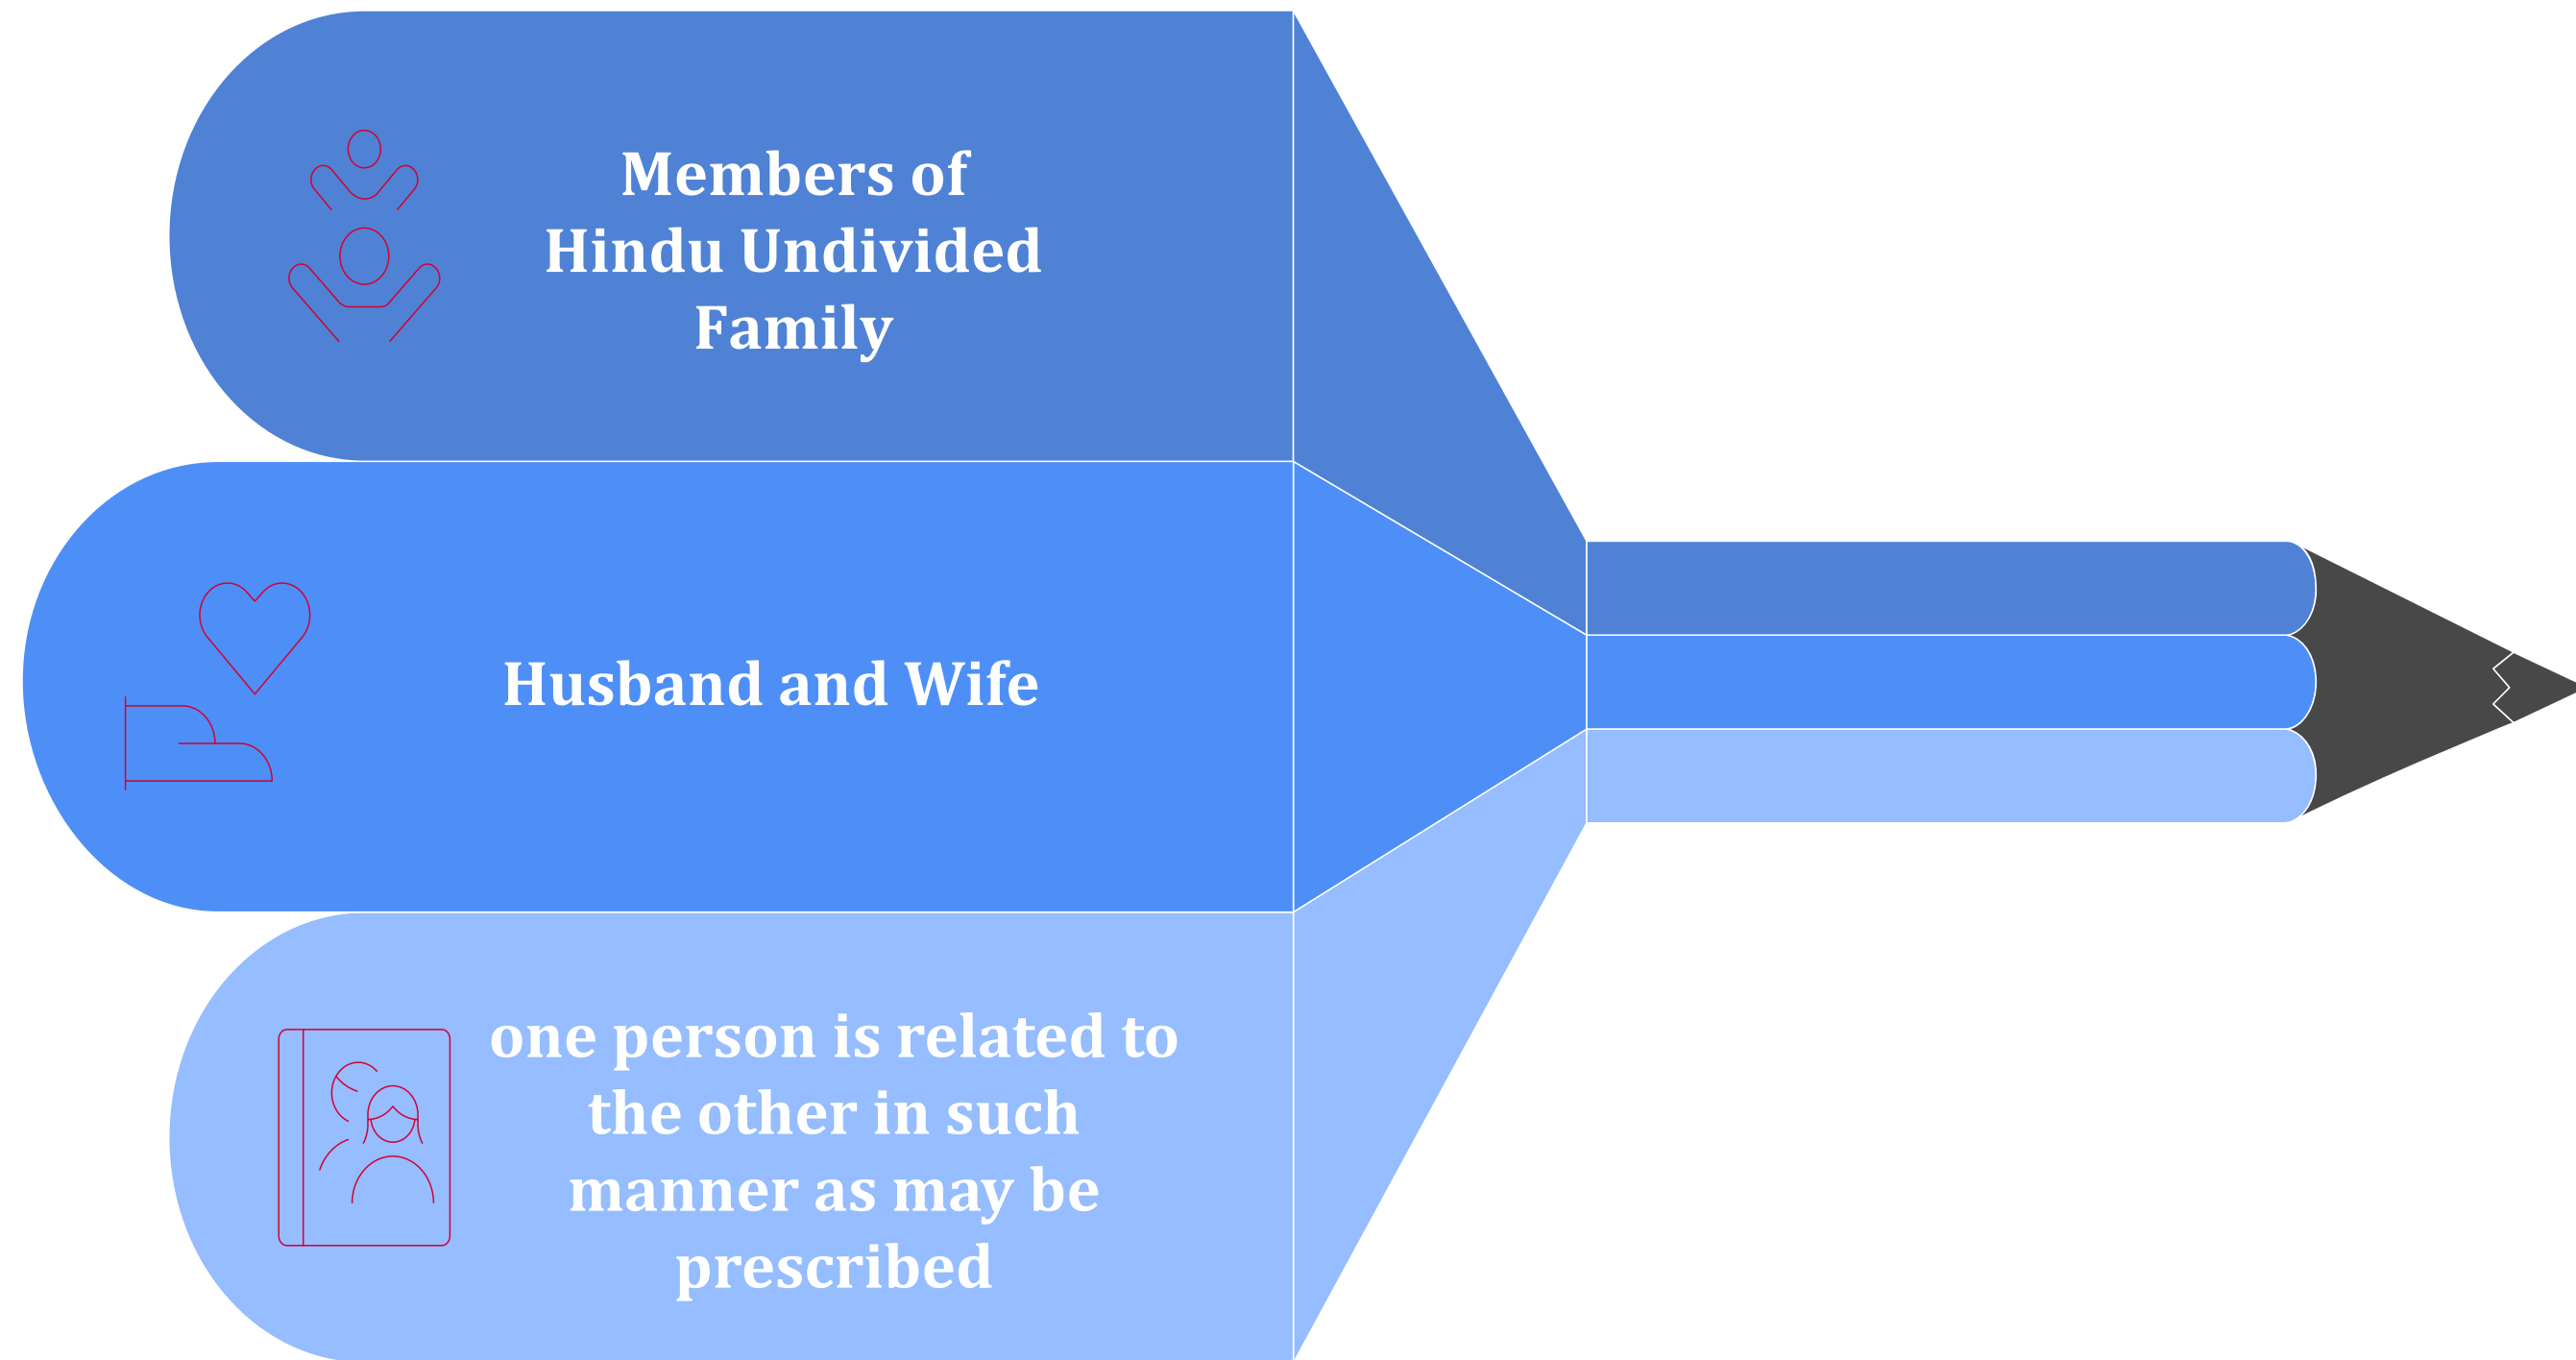 Members of
Hindu Undivided
Family
Husband and Wife
one person is related to
the other in such
manner as may be
prescribed